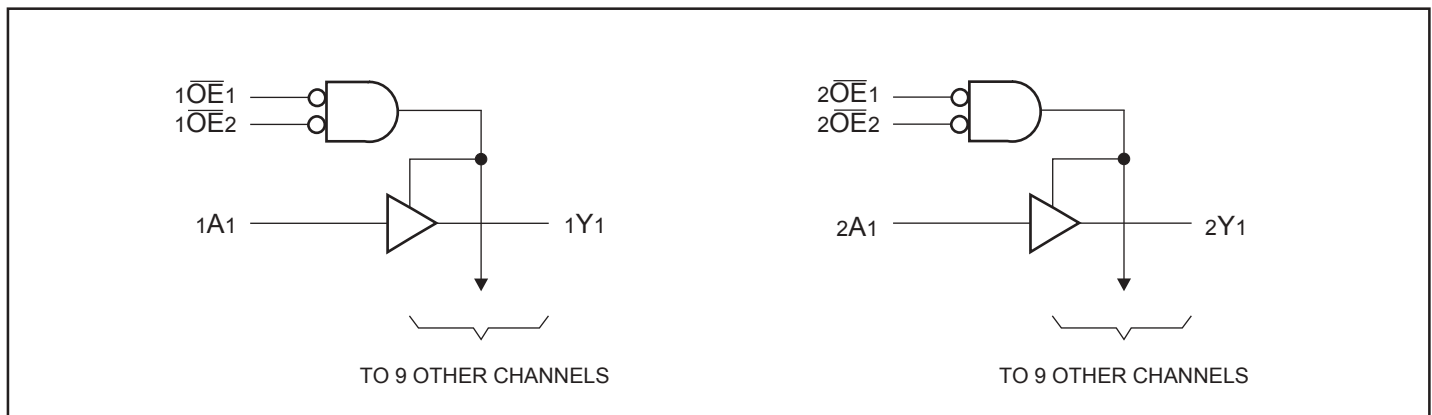 1OE1
1OE2
1A1
1Y1
TO 9 OTHER CHANNELS
2OE1
2OE2
2A1
2Y1
TO 9 OTHER CHANNELS